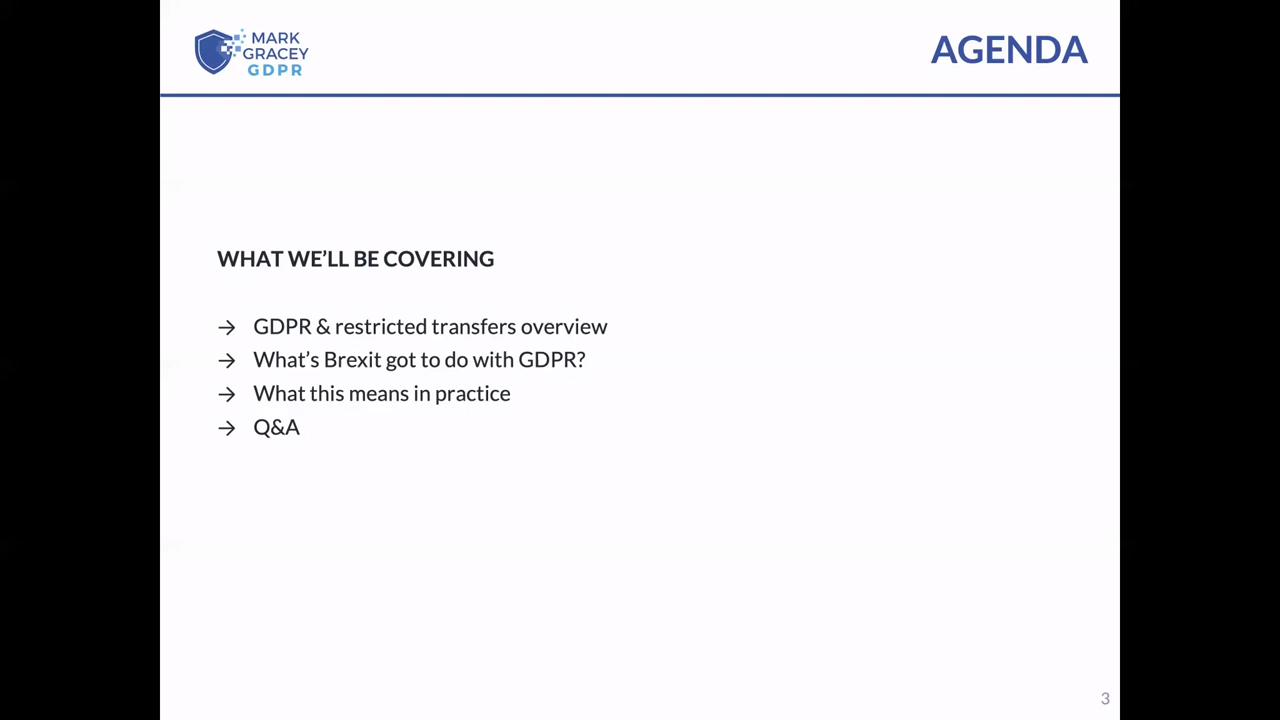 MARK
GRACEY
GDPR
AGENDA
WHAT WE’LL BE COVERING
→ GDPR & restricted transfers overview
→ What’s Brexit got to do with GDPR?
→ What this means in practice
→ Q&A
3